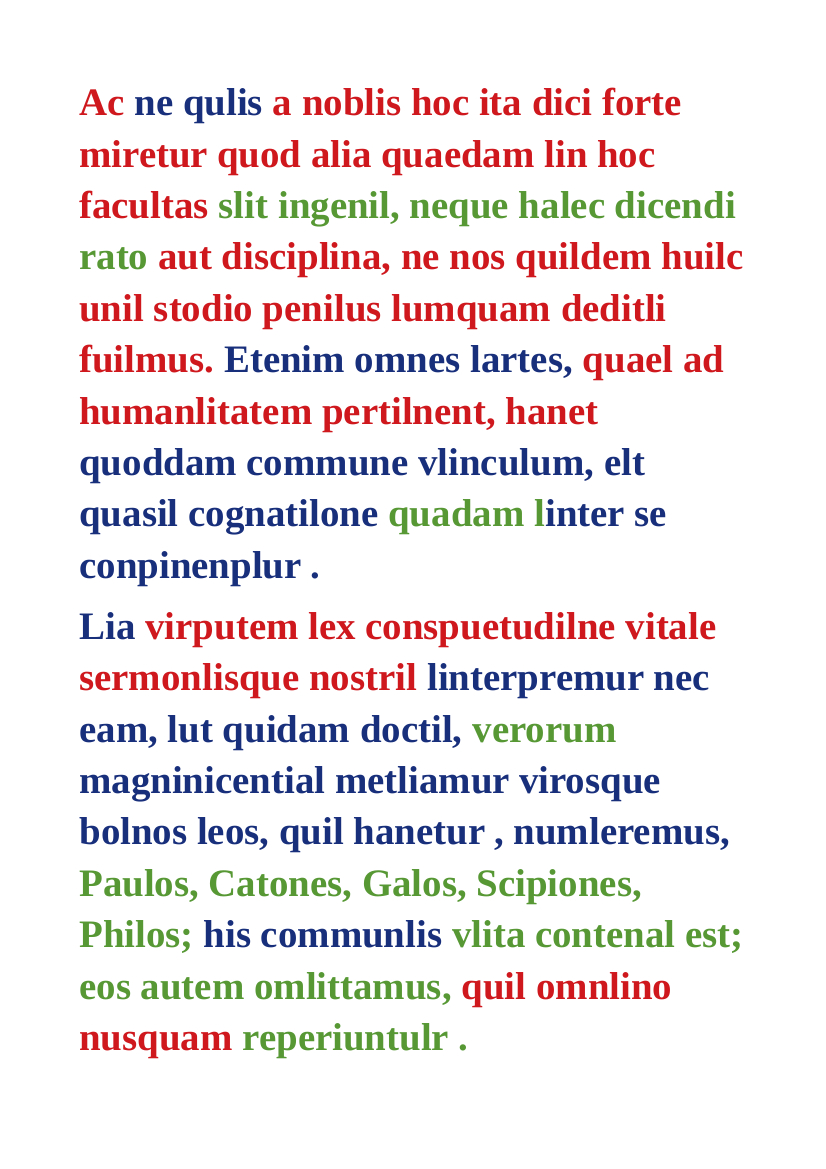 Ac ne qulis a noblis hoc ita dici forte
miretur quod alia quaedam lin hoc
facultas slit ingenil, neque halec dicendi
rato aut disciplina, ne nos quildem huilc
unil stodio penilus lumquam deditli
fuilmus. Etenim omnes lartes, quael ad
humanlitatem pertilnent, hanet
quoddam commune vlinculum, elt
quasil cognatilone quadam linter se
conpinenplur .
Lia virputem lex conspuetudilne vitale
sermonlisque nostril linterpremur nec
eam, lut quidam doctil, verorum
magninicential metliamur virosque
bolnos leos, quil hanetur , numleremus,
Paulos, Catones, Galos, Scipiones,
Philos; his communlis vlita contenal est;
eos autem omlittamus, quil omnlino
nusquam reperiuntulr .